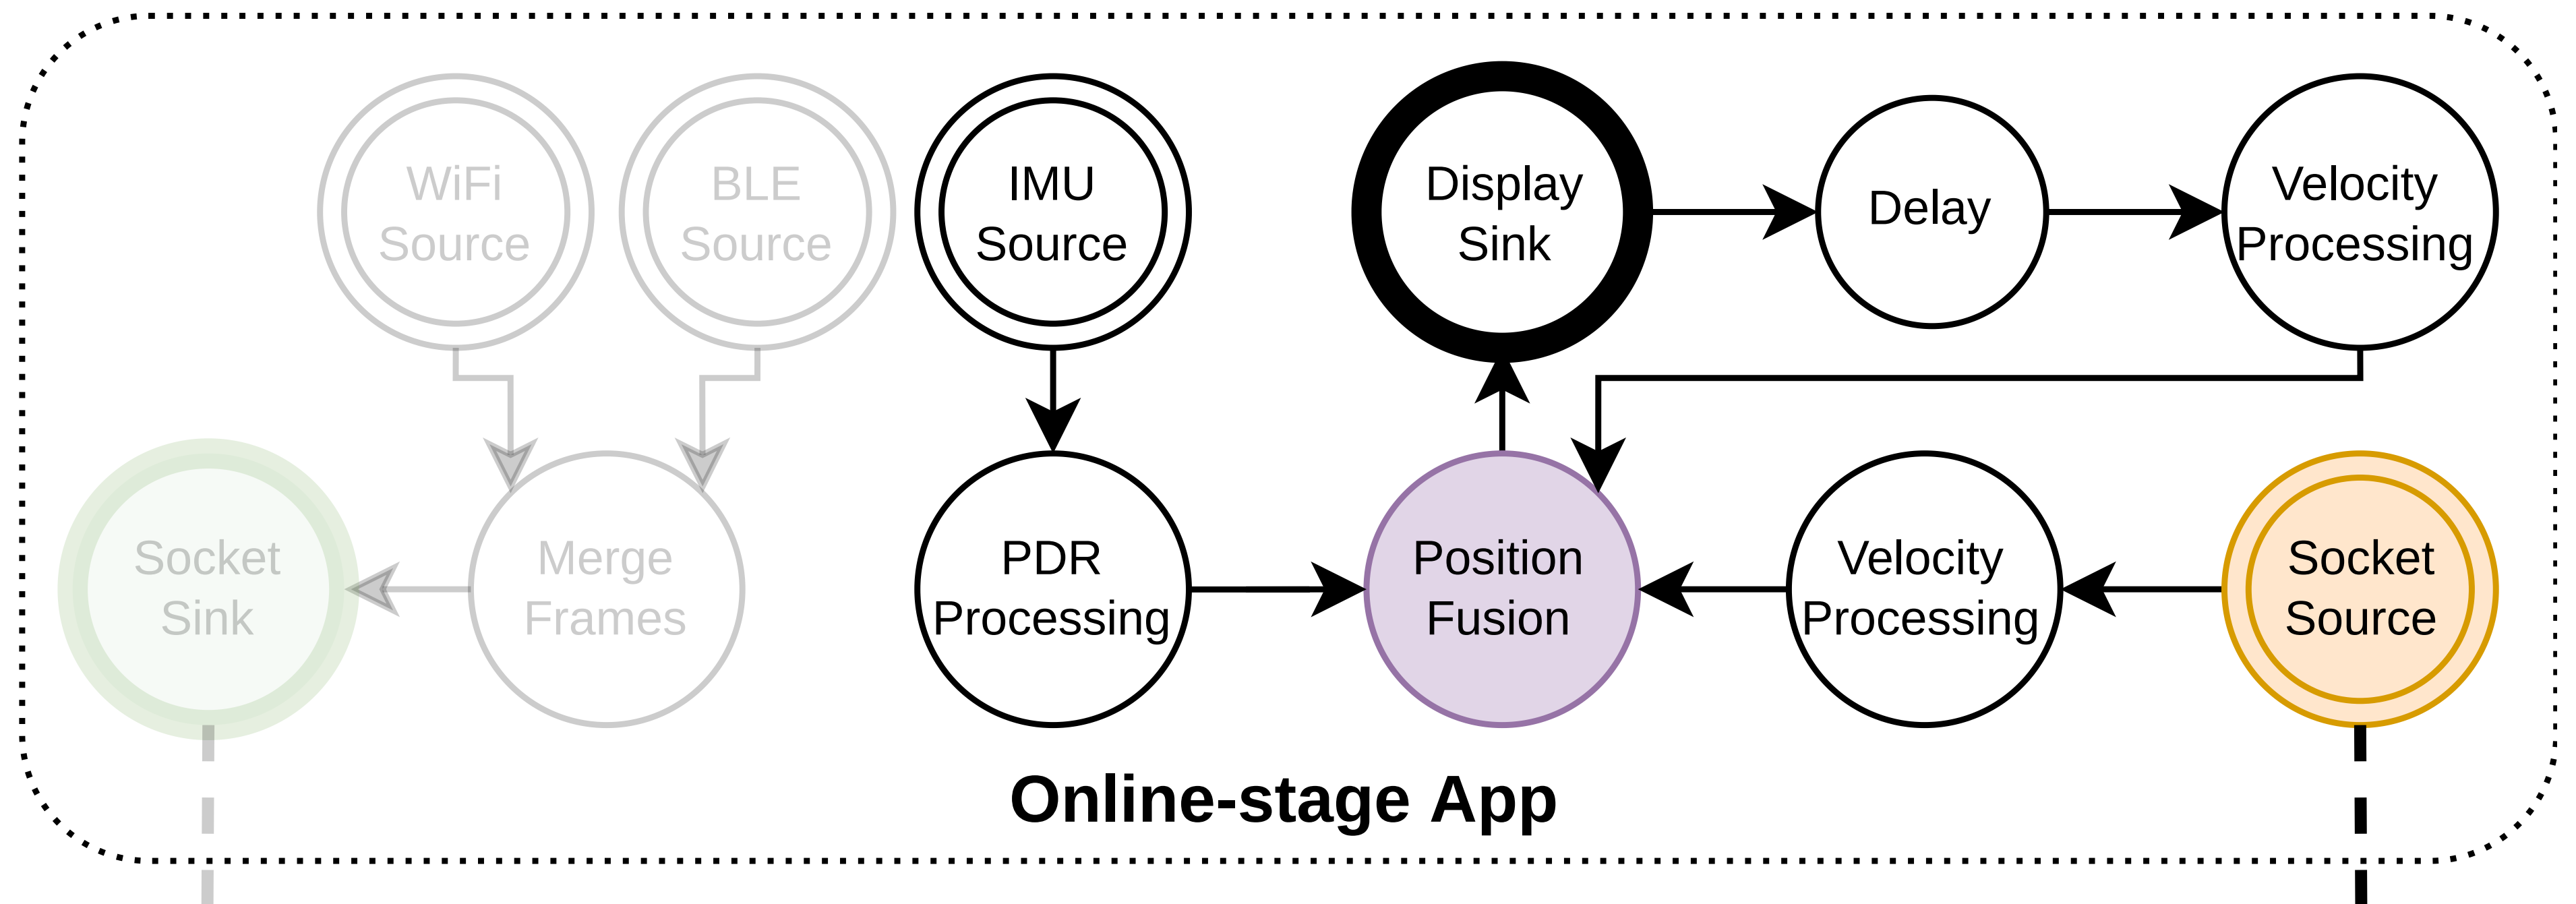 WiFi
Source
BLE
Source
IMU
Source
Display
Sink
Delay
Velocity
Processing
Socket
Sink
Merge
Frames
PDR
Processing
Position
Fusion
Velocity
Processing
Socket
Source
Online-stage App